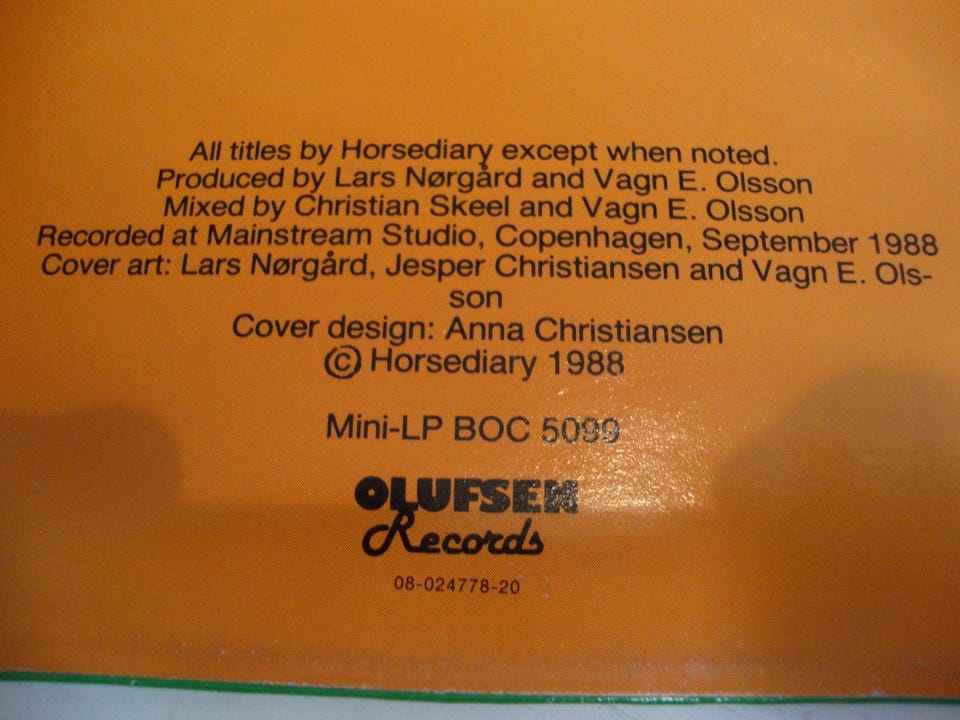 All titles by Horsediary except when noted.
Produced by Lars Nørgård and Vagn E. Olsson
Mixed by Christian Skeel and Vagn E. Olsson
Recorded at Mainstream Studio, Copenhagen, September 1988
Cover art: Lars Nørgård, Jesper Christiansen and Vagn E. Ols-
son
Cover design: Anna Christiansen
© Horsediary 1988
Mini-LP BOC 5099
OLUFSEN
Records
08-024778-20